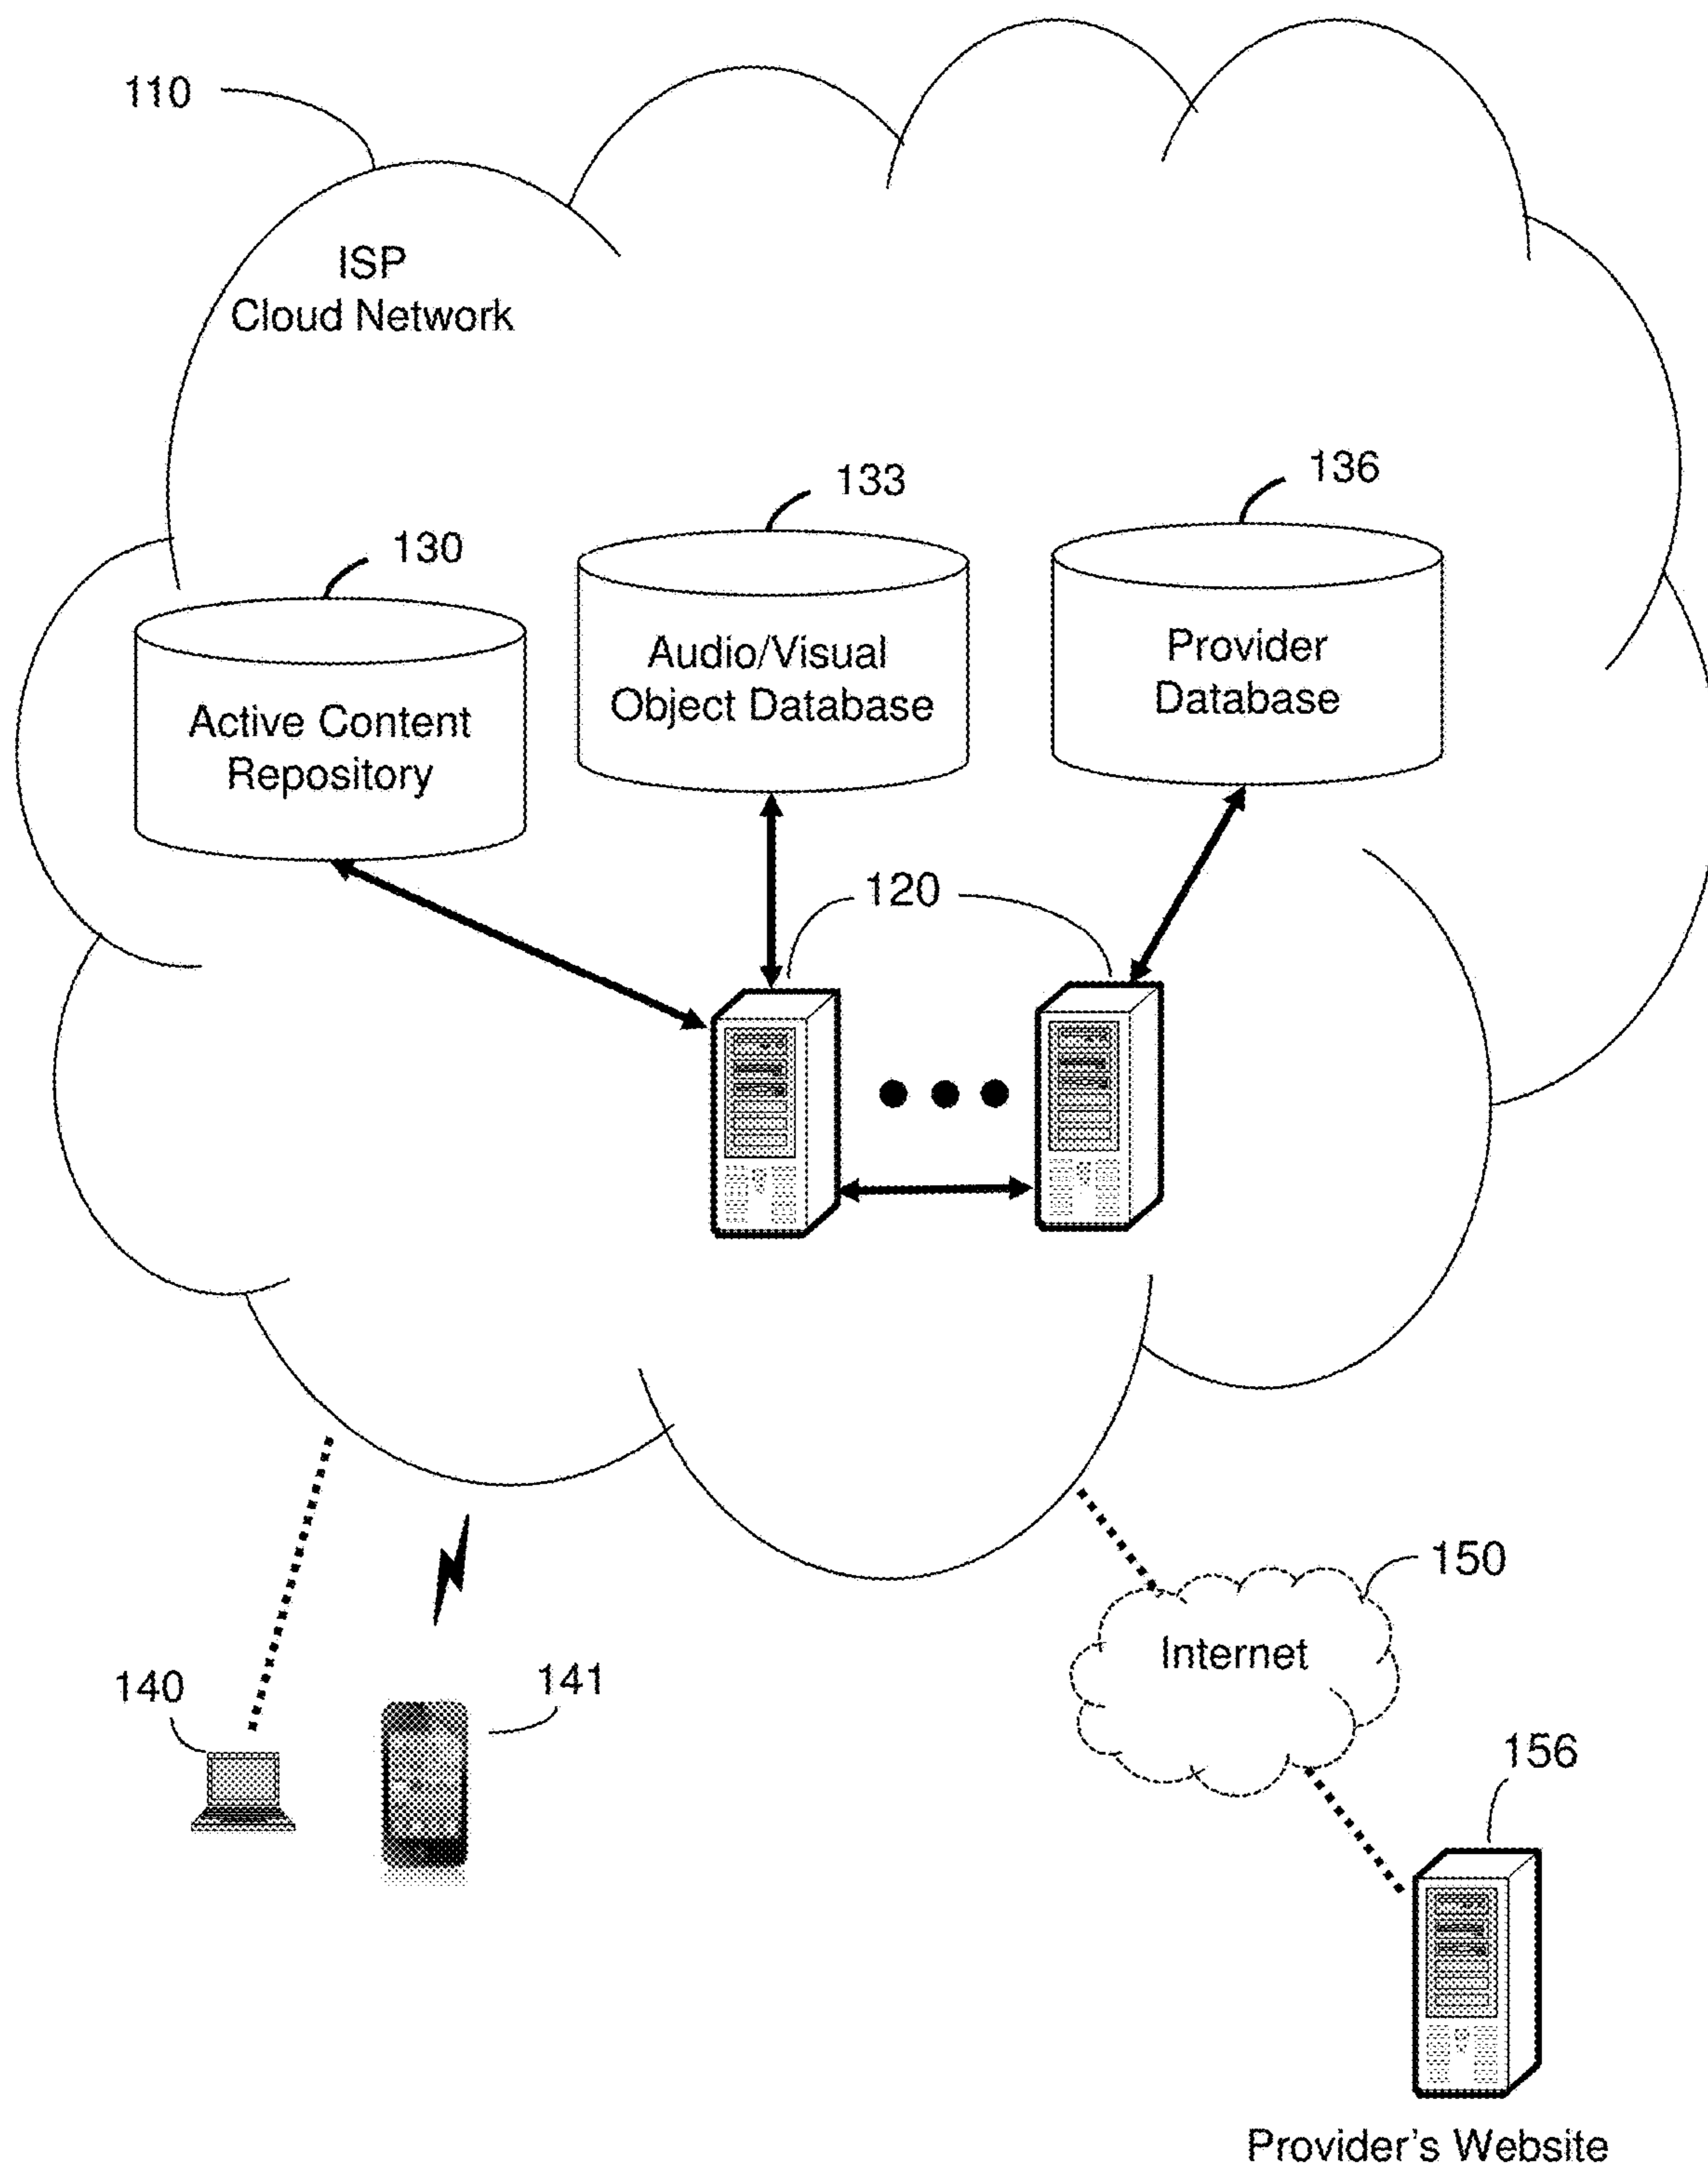 110
ISP
Cloud Network
133
136
130
Audio/Visual
Object Database
Provider
Database
Active Content
Repository
120
150
Internet
140
141
156
Provider's Website